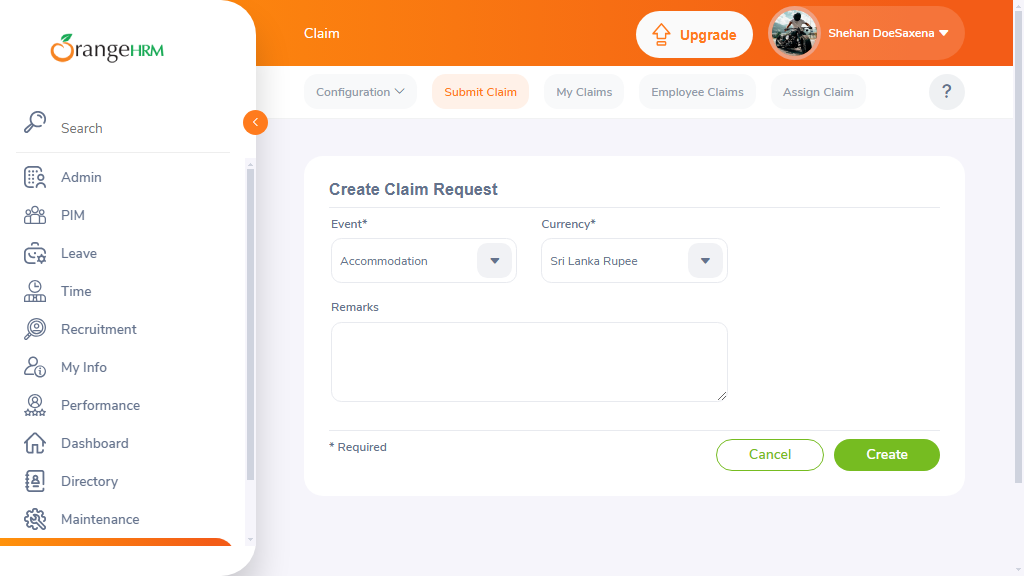 OrangeHRM
Claim
Upgrade
Shehan DoeSaxena
Configuration
Submit Claim
My Claims
Employee Claims
Assign Claim
?
Search
Admin
PIM
Leave
Time
Recruitment
My Info
Performance
Dashboard
Directory
Maintenance
Create Claim Request
Event*
Currency*
Accommodation
Sri Lanka Rupee
Remarks
* Required
Cancel
Create